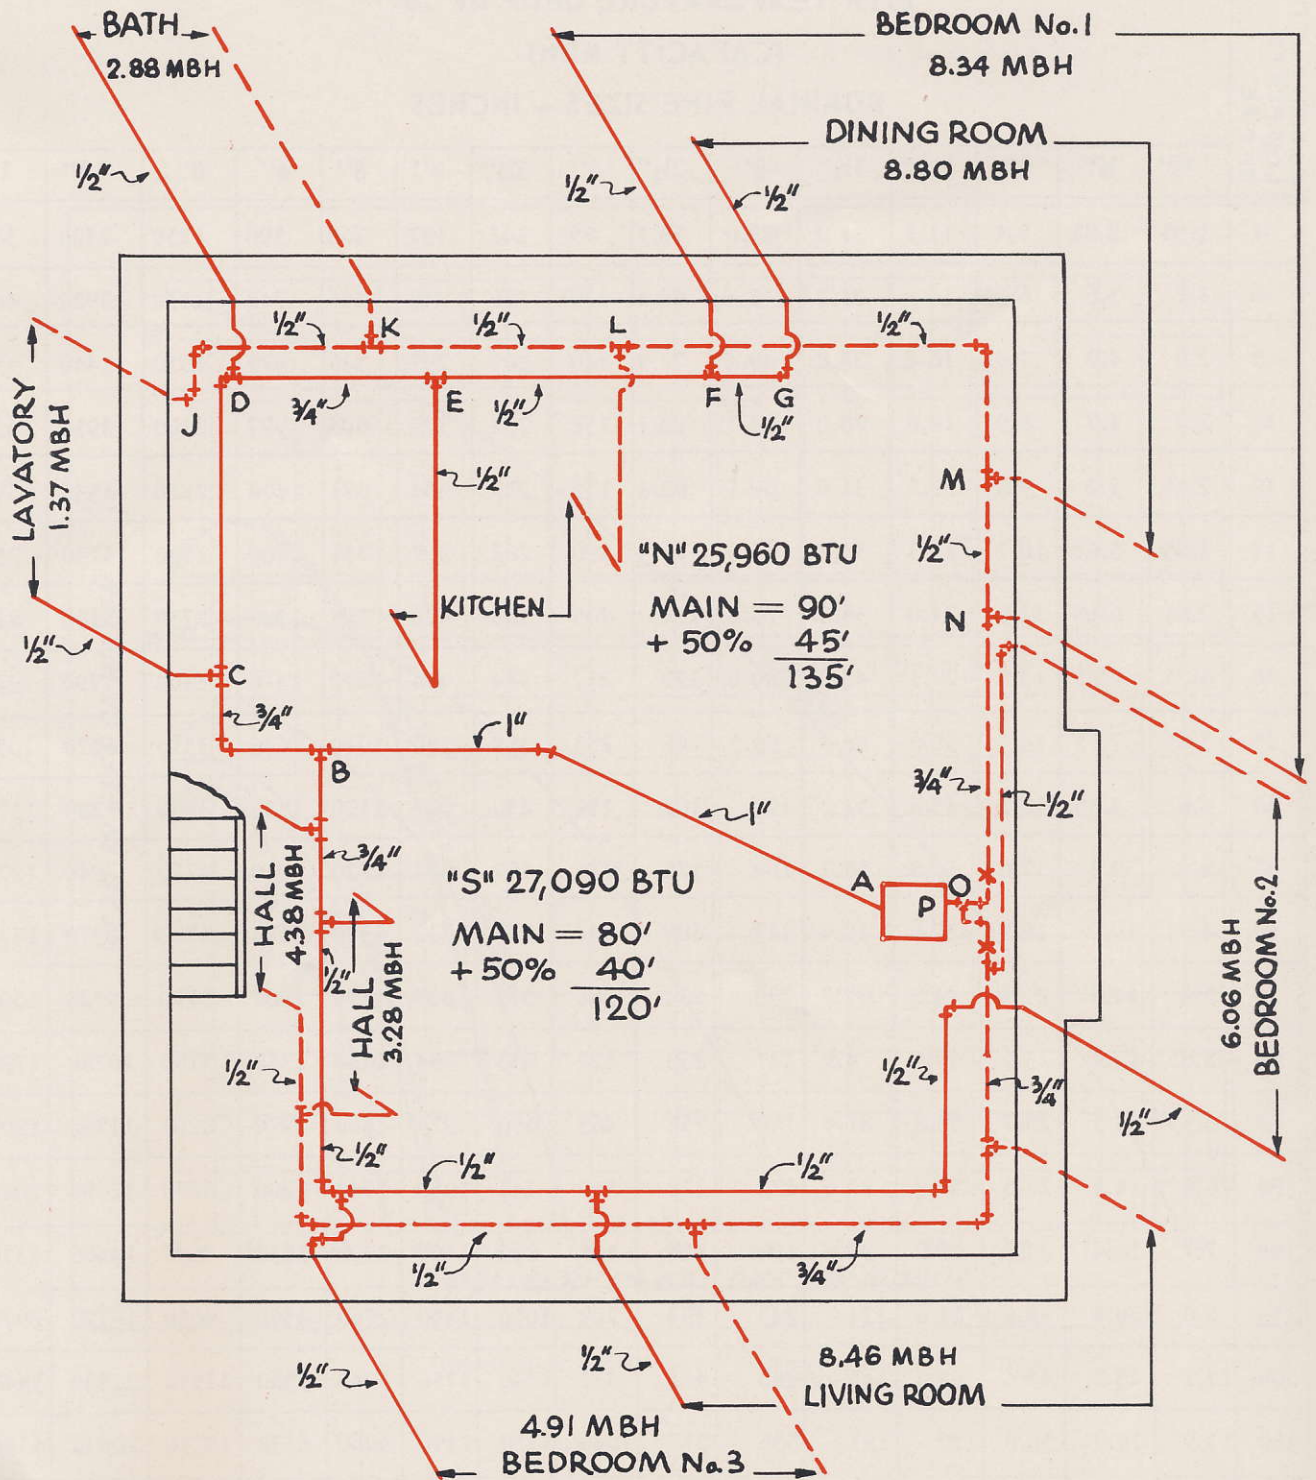 BATH
2.88 MBH
BEDROOM No.1
8.34 MBH
DINING ROOM
8.80 MBH
1/2"
1/2"
1/2"
1/2"
K
1/2"
L
1/2"
LAVATORY
1.37 MBH
J
D
3/4"
E
1/2"
F
G
1/2"
1/2"
M
"N" 25,960 BTU
1/2"
KITCHEN
MAIN = 90'
+ 50% 45'
135'
N
1/2"
C
3/4"
1"
B
3/4"
1/2"
1"
HALL
4.38 MBH
3/4"
"S" 27,090 BTU
A
P
O
MAIN = 80'
+ 50% 40'
120'
1/2"
HALL
3.28 MBH
6.06 MBH
BEDROOM No.2
1/2"
1/2"
3/4"
1/2"
1/2"
1/2"
1/2"
1/2"
3/4"
1/2"
1/2"
8.46 MBH
LIVING ROOM
4.91 MBH
BEDROOM No.3